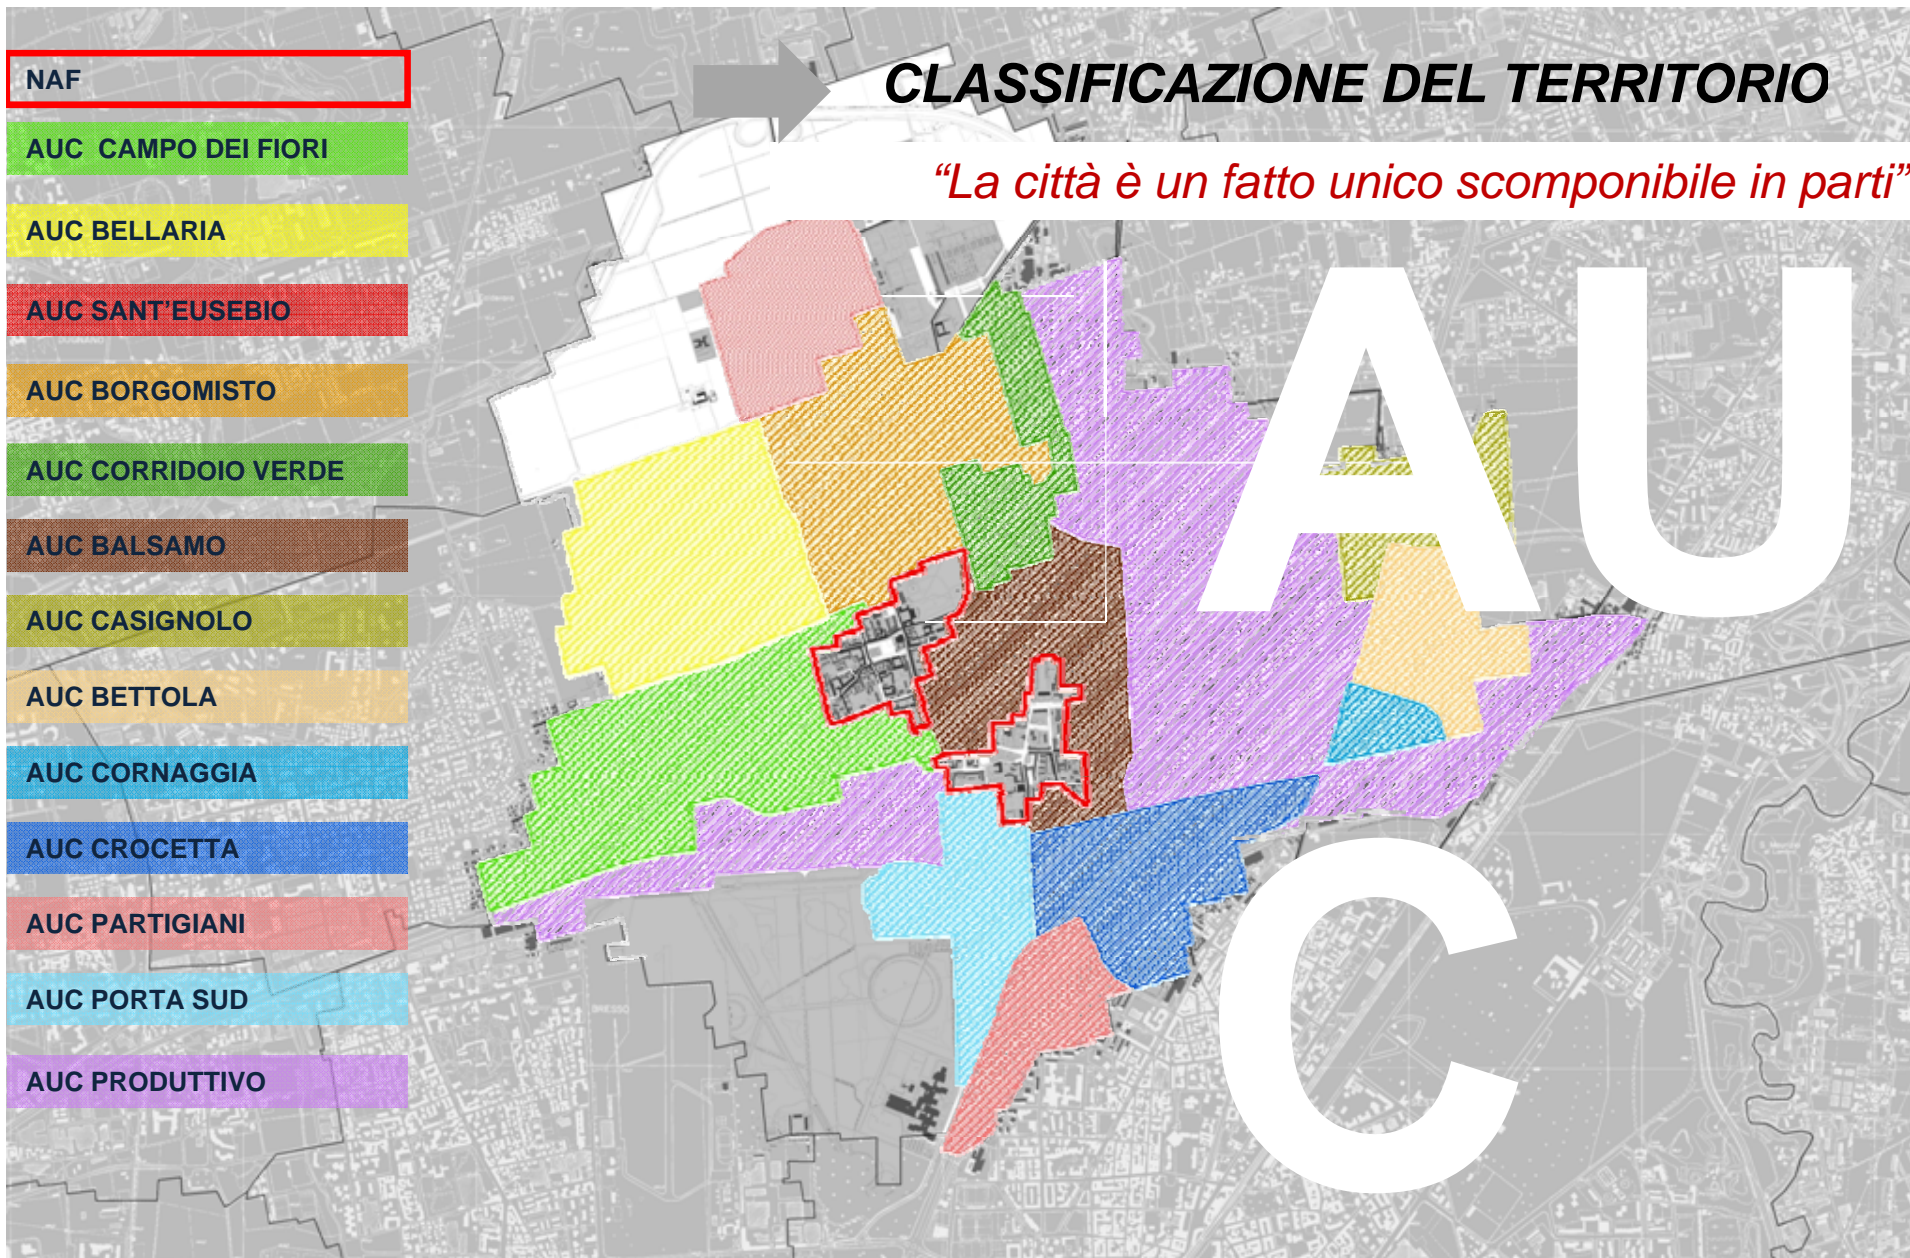 NAF
AUC CAMPO DEI FIORI
AUC BELLARIA
AUC SANT'EUSEBIO
AUC BORGOMISTO
AUC CORRIDOIO VERDE
AUC BALSAMO
AUC CASIGNOLO
AUC BETTOLA
AUC CORNAGGIA
AUC CROCETTA
AUC PARTIGIANI
AUC PORTA SUD
AUC PRODUTTIVO
CLASSIFICAZIONE DEL TERRITORIO
“La città è un fatto unico scomponibile in parti”
AU
C
BRESSO